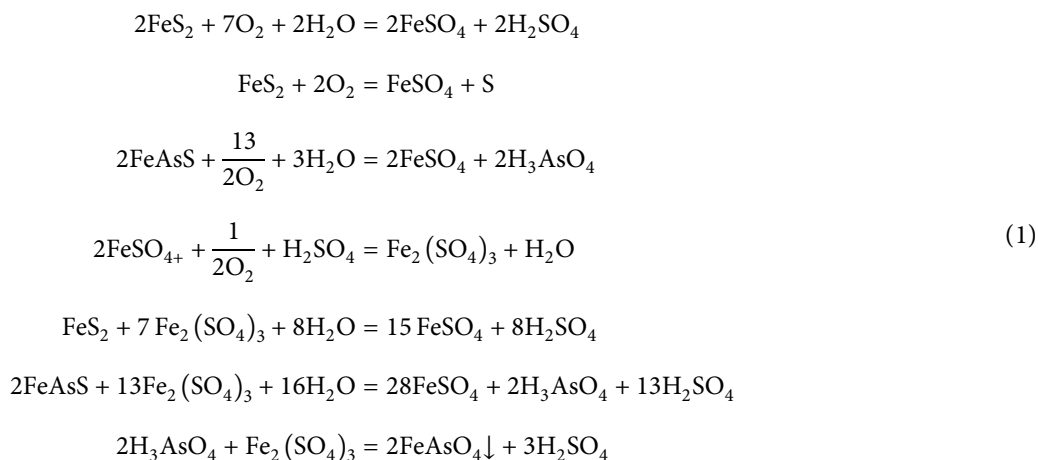 2FeS₂ + 7O₂ + 2H₂O = 2FeSO₄ + 2H₂SO₄
FeS₂ + 2O₂ = FeSO₄ + S
2FeAsS + 13/2O₂ + 3H₂O = 2FeSO₄ + 2H₃AsO₄
2FeSO₄₊ + 1/2O₂ + H₂SO₄ = Fe₂(SO₄)₃ + H₂O
(1)
FeS₂ + 7 Fe₂(SO₄)₃ + 8H₂O = 15 FeSO₄ + 8H₂SO₄
2FeAsS + 13Fe₂(SO₄)₃ + 16H₂O = 28FeSO₄ + 2H₃AsO₄ + 13H₂SO₄
2H₃AsO₄ + Fe₂(SO₄)₃ = 2FeAsO₄↓ + 3H₂SO₄